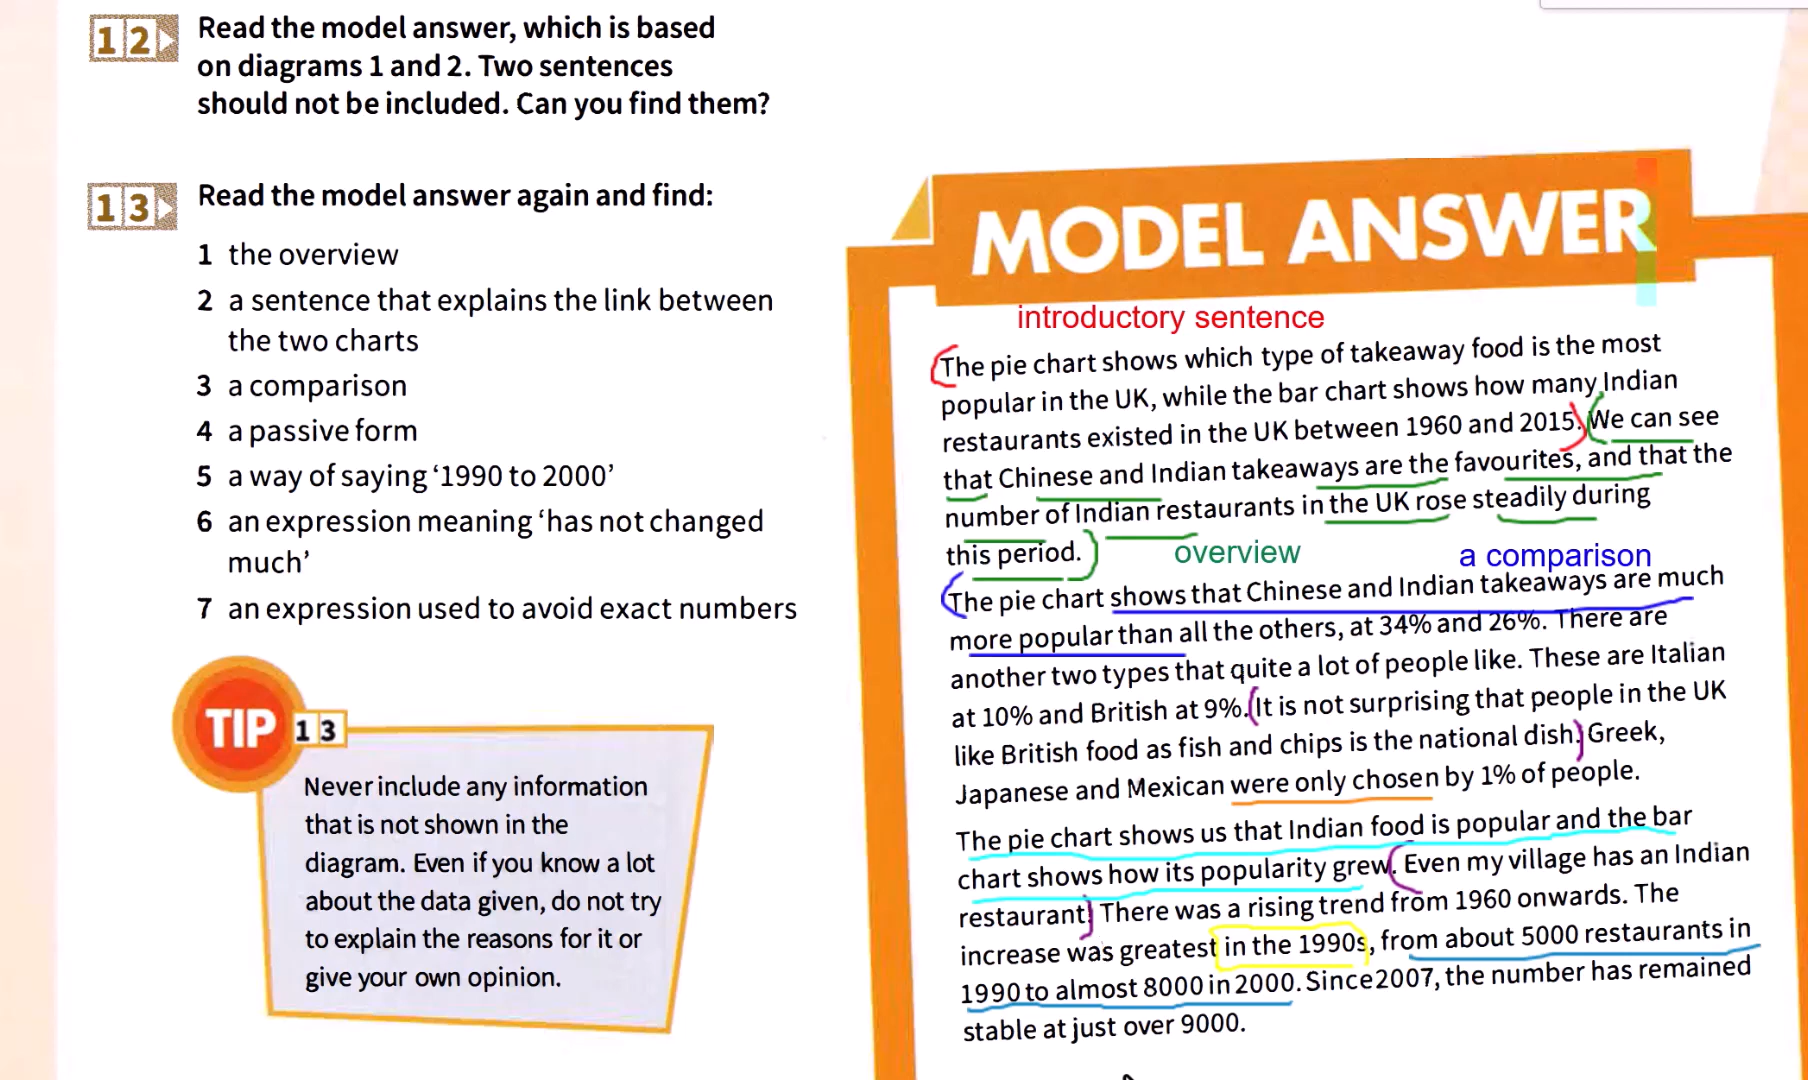 12
Read the model answer, which is based
on diagrams 1 and 2. Two sentences
should not be included. Can you find them?
13
Read the model answer again and find:
1 the overview
2 a sentence that explains the link between
the two charts
3 a comparison
4 a passive form
5 a way of saying ‘1990 to 2000’
6 an expression meaning ‘has not changed
much’
7 an expression used to avoid exact numbers
TIP 13
Never include any information
that is not shown in the
diagram. Even if you know a lot
about the data given, do not try
to explain the reasons for it or
give your own opinion.
MODEL ANSWER
introductory sentence
The pie chart shows which type of takeaway food is the most
popular in the UK, while the bar chart shows how many Indian
restaurants existed in the UK between 1960 and 2015. We can see
that Chinese and Indian takeaways are the favourites, and that the
number of Indian restaurants in the UK rose steadily during
this period.
overview
a comparison
The pie chart shows that Chinese and Indian takeaways are much
more popular than all the others, at 34% and 26%. There are
another two types that quite a lot of people like. These are Italian
at 10% and British at 9%. It is not surprising that people in the UK
like British food as fish and chips is the national dish. Greek,
Japanese and Mexican were only chosen by 1% of people.
The pie chart shows us that Indian food is popular and the bar
chart shows how its popularity grew. Even my village has an Indian
restaurant! There was a rising trend from 1960 onwards. The
increase was greatest in the 1990s, from about 5000 restaurants in
1990 to almost 8000 in 2000. Since 2007, the number has remained
stable at just over 9000.